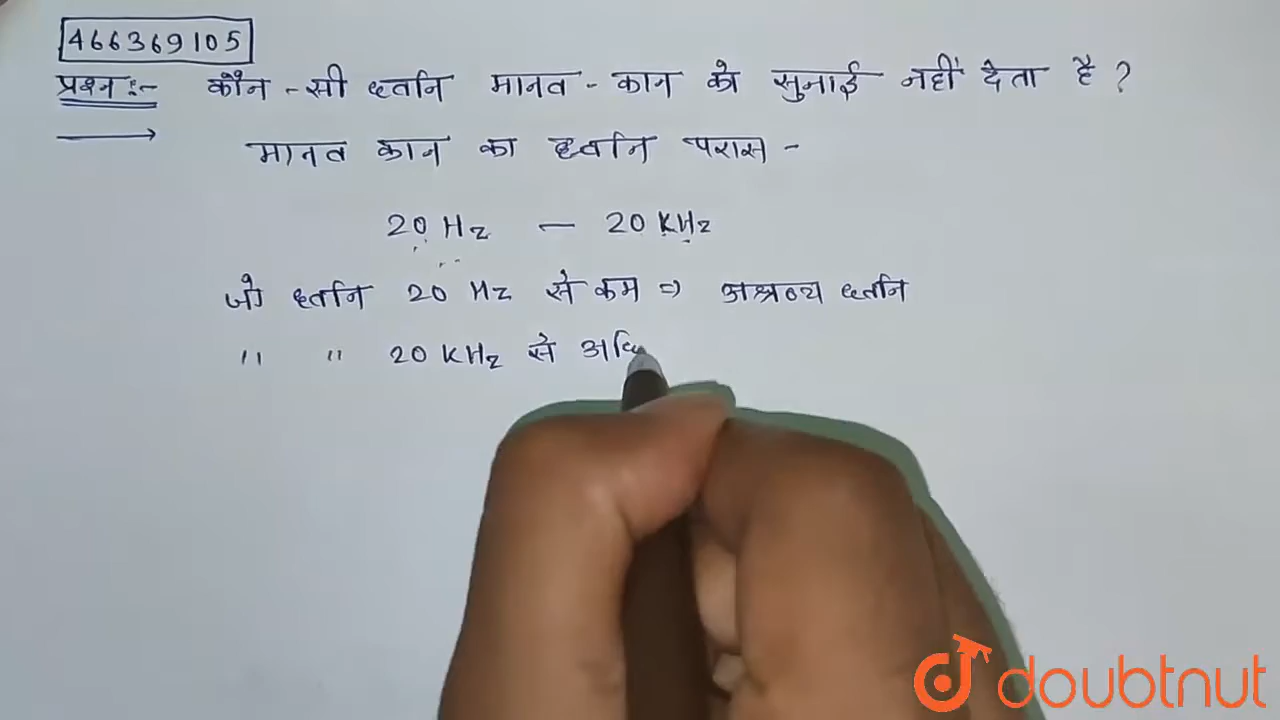 466369105
प्रश्न :- कौन - सी ध्वनि मानव - कान को सुनाई नहीं देता है ?
मानव कान का ध्वनि परास -
20 Hz — 20 KHz
जो ध्वनि 20 Hz से कम ⇒ अश्रव्य ध्वनि
" " 20 KHz से अधि
doubtnut